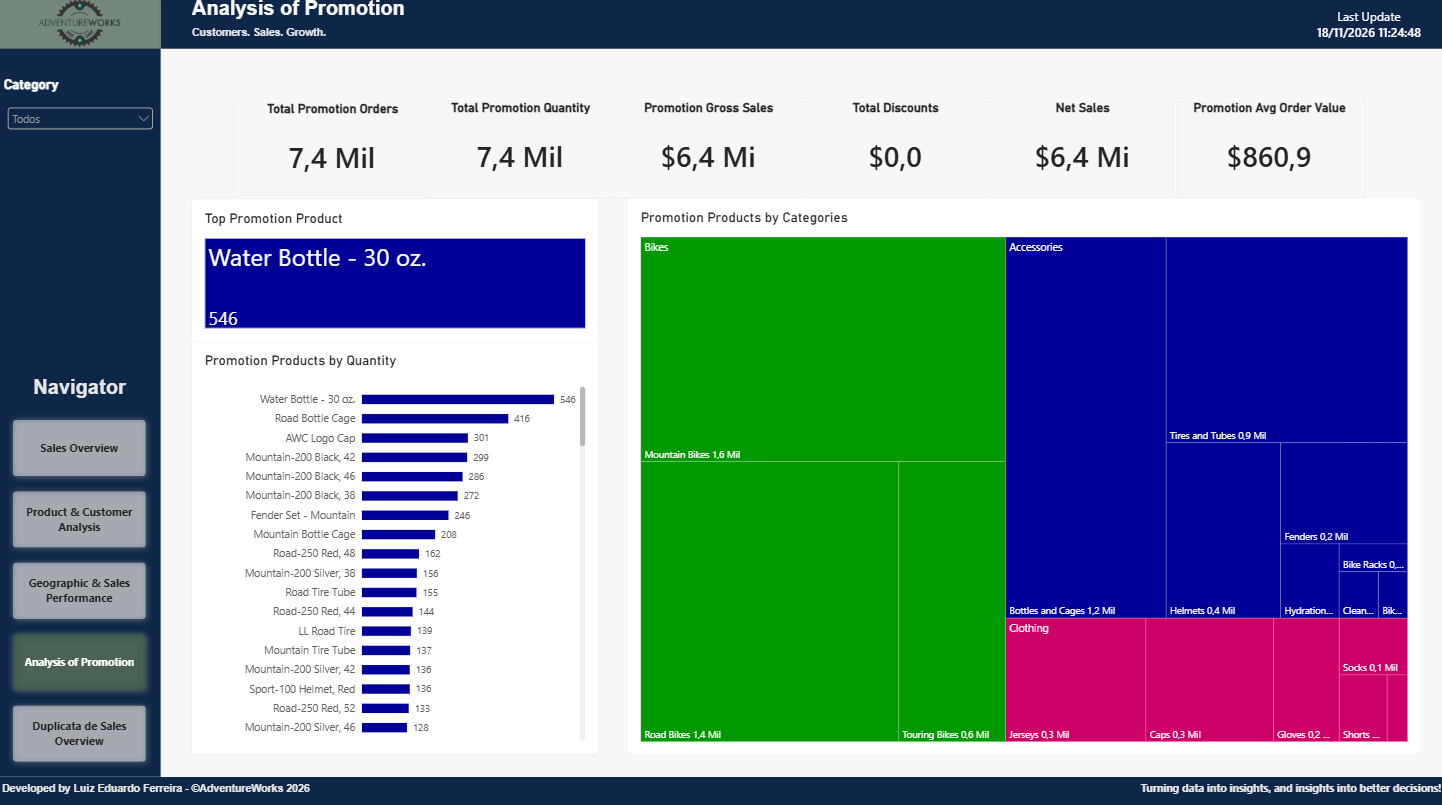 ADVENTUREWORKS
Analysis of Promotion
Customers. Sales. Growth.
Last Update
18/11/2026 11:24:48
Category
Todos
Navigator
Sales Overview
Product & Customer
Analysis
Geographic & Sales
Performance
Analysis of Promotion
Duplicata de Sales
Overview
Total Promotion Orders
7,4 Mil
Total Promotion Quantity
7,4 Mil
Promotion Gross Sales
$6,4 Mi
Total Discounts
$0,0
Net Sales
$6,4 Mi
Promotion Avg Order Value
$860,9
Top Promotion Product
Water Bottle - 30 oz.
546
Promotion Products by Quantity
Water Bottle - 30 oz. 546
Road Bottle Cage 416
AWC Logo Cap 301
Mountain-200 Black, 42 299
Mountain-200 Black, 46 286
Mountain-200 Black, 38 272
Fender Set - Mountain 246
Mountain Bottle Cage 208
Road-250 Red, 48 162
Mountain-200 Silver, 38 156
Road Tire Tube 155
Road-250 Red, 44 144
LL Road Tire 139
Mountain Tire Tube 137
Mountain-200 Silver, 42 136
Sport-100 Helmet, Red 136
Road-250 Red, 52 133
Mountain-200 Silver, 46 128
Promotion Products by Categories
Bikes
Mountain Bikes 1,6 Mil
Road Bikes 1,4 Mil
Touring Bikes 0,6 Mil
Accessories
Bottles and Cages 1,2 Mil
Tires and Tubes 0,9 Mil
Helmets 0,4 Mil
Fenders 0,2 Mil
Hydration...
Bike Racks 0,...
Clean...
Bik...
Clothing
Jerseys 0,3 Mil
Caps 0,3 Mil
Gloves 0,2 ...
Socks 0,1 Mil
Shorts ...
Developed by Luiz Eduardo Ferreira - ©AdventureWorks 2026
Turning data into insights, and insights into better decisions!